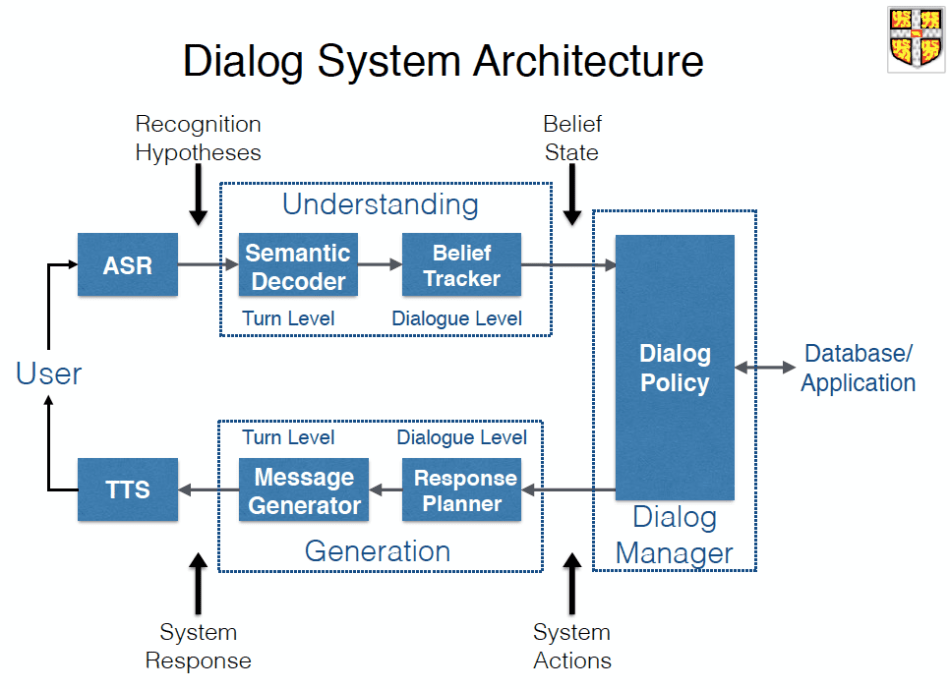 Dialog System Architecture
Recognition
Hypotheses
Belief
State
Understanding
ASR
Semantic
Decoder
Belief
Tracker
Turn Level
Dialogue Level
User
Dialog
Policy
Database/
Application
Turn Level
Dialogue Level
TTS
Message
Generator
Response
Planner
Generation
Dialog
Manager
System
Response
System
Actions